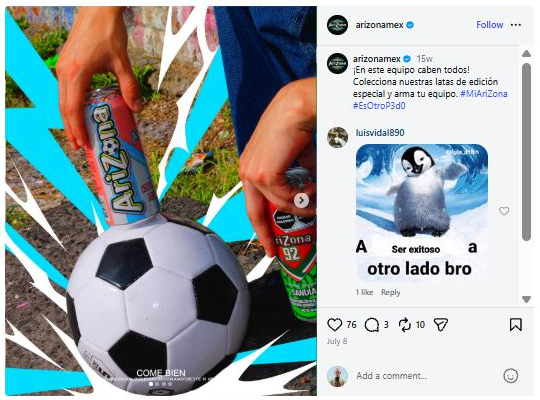 AriZona
AriZona
92
SANDIA
COME BIEN
arizonamex
Follow
arizonamex 15w
¡En este equipo caben todos!
Colecciona nuestras latas de edición
especial y arma tu equipo. #MiAriZona
#EsOtroP3d0
luisvidal890
A Ser exitoso a
otro lado bro
1 like Reply
76 3 10
July 8
Add a comment...